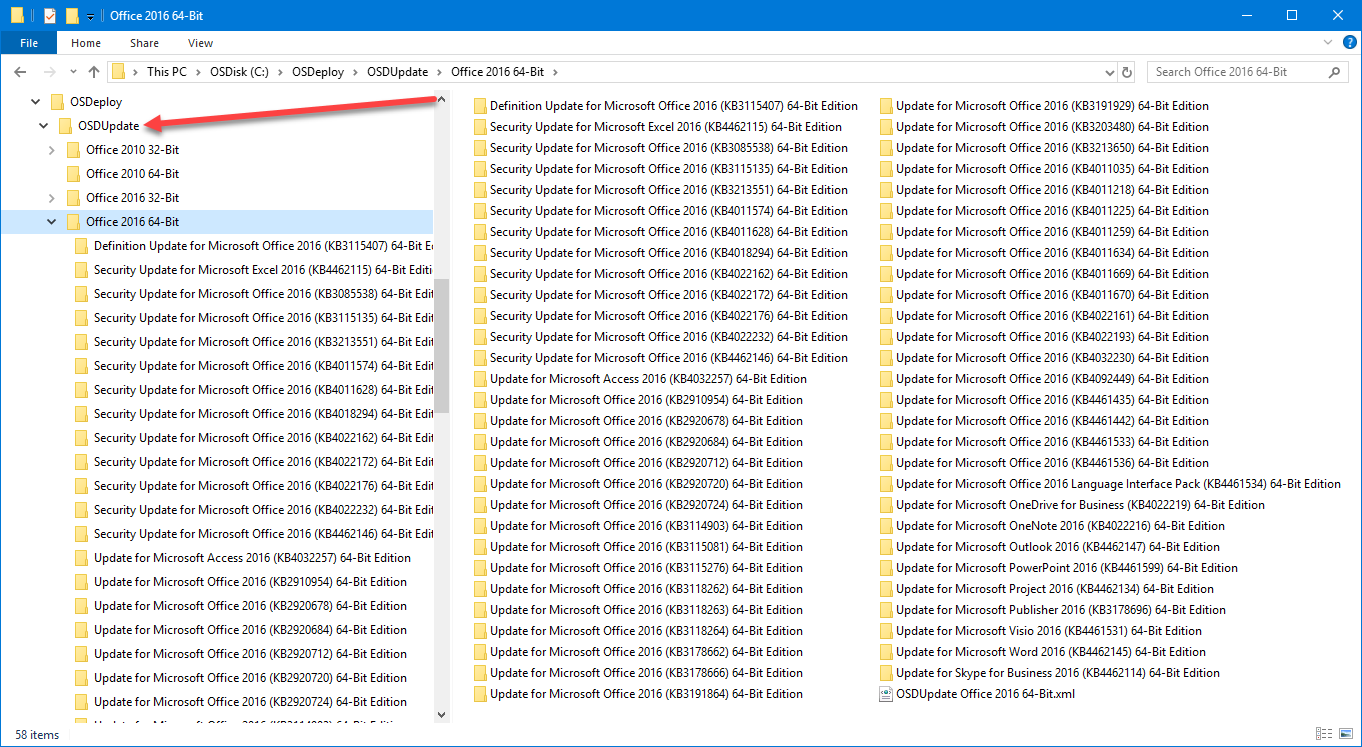 Office 2016 64-Bit
File Home Share View
This PC > OSDisk (C:) > OSDeploy > OSDUpdate > Office 2016 64-Bit >
Search Office 2016 64-Bit
OSDeploy
OSDUpdate
Office 2010 32-Bit
Office 2010 64-Bit
Office 2016 32-Bit
Office 2016 64-Bit
Definition Update for Microsoft Office 2016 (KB3115407) 64-Bit E
Security Update for Microsoft Excel 2016 (KB4462115) 64-Bit Editi
Security Update for Microsoft Office 2016 (KB3085538) 64-Bit Edit
Security Update for Microsoft Office 2016 (KB3115135) 64-Bit Edit
Security Update for Microsoft Office 2016 (KB3213551) 64-Bit Edit
Security Update for Microsoft Office 2016 (KB4011574) 64-Bit Edit
Security Update for Microsoft Office 2016 (KB4011628) 64-Bit Edit
Security Update for Microsoft Office 2016 (KB4018294) 64-Bit Edit
Security Update for Microsoft Office 2016 (KB4022162) 64-Bit Edit
Security Update for Microsoft Office 2016 (KB4022172) 64-Bit Edit
Security Update for Microsoft Office 2016 (KB4022176) 64-Bit Edit
Security Update for Microsoft Office 2016 (KB4022232) 64-Bit Edit
Security Update for Microsoft Office 2016 (KB4462146) 64-Bit Edit
Update for Microsoft Access 2016 (KB4032257) 64-Bit Edition
Update for Microsoft Office 2016 (KB2910954) 64-Bit Edition
Update for Microsoft Office 2016 (KB2920678) 64-Bit Edition
Update for Microsoft Office 2016 (KB2920684) 64-Bit Edition
Update for Microsoft Office 2016 (KB2920712) 64-Bit Edition
Update for Microsoft Office 2016 (KB2920720) 64-Bit Edition
Update for Microsoft Office 2016 (KB2920724) 64-Bit Edition
Definition Update for Microsoft Office 2016 (KB3115407) 64-Bit Edition
Security Update for Microsoft Excel 2016 (KB4462115) 64-Bit Edition
Security Update for Microsoft Office 2016 (KB3085538) 64-Bit Edition
Security Update for Microsoft Office 2016 (KB3115135) 64-Bit Edition
Security Update for Microsoft Office 2016 (KB3213551) 64-Bit Edition
Security Update for Microsoft Office 2016 (KB4011574) 64-Bit Edition
Security Update for Microsoft Office 2016 (KB4011628) 64-Bit Edition
Security Update for Microsoft Office 2016 (KB4018294) 64-Bit Edition
Security Update for Microsoft Office 2016 (KB4022162) 64-Bit Edition
Security Update for Microsoft Office 2016 (KB4022172) 64-Bit Edition
Security Update for Microsoft Office 2016 (KB4022176) 64-Bit Edition
Security Update for Microsoft Office 2016 (KB4022232) 64-Bit Edition
Security Update for Microsoft Office 2016 (KB4462146) 64-Bit Edition
Update for Microsoft Access 2016 (KB4032257) 64-Bit Edition
Update for Microsoft Office 2016 (KB2910954) 64-Bit Edition
Update for Microsoft Office 2016 (KB2920678) 64-Bit Edition
Update for Microsoft Office 2016 (KB2920684) 64-Bit Edition
Update for Microsoft Office 2016 (KB2920712) 64-Bit Edition
Update for Microsoft Office 2016 (KB2920720) 64-Bit Edition
Update for Microsoft Office 2016 (KB2920724) 64-Bit Edition
Update for Microsoft Office 2016 (KB3114903) 64-Bit Edition
Update for Microsoft Office 2016 (KB3115081) 64-Bit Edition
Update for Microsoft Office 2016 (KB3115276) 64-Bit Edition
Update for Microsoft Office 2016 (KB3118262) 64-Bit Edition
Update for Microsoft Office 2016 (KB3118263) 64-Bit Edition
Update for Microsoft Office 2016 (KB3118264) 64-Bit Edition
Update for Microsoft Office 2016 (KB3178662) 64-Bit Edition
Update for Microsoft Office 2016 (KB3178666) 64-Bit Edition
Update for Microsoft Office 2016 (KB3191864) 64-Bit Edition
Update for Microsoft Office 2016 (KB3191929) 64-Bit Edition
Update for Microsoft Office 2016 (KB3203480) 64-Bit Edition
Update for Microsoft Office 2016 (KB3213650) 64-Bit Edition
Update for Microsoft Office 2016 (KB4011035) 64-Bit Edition
Update for Microsoft Office 2016 (KB4011218) 64-Bit Edition
Update for Microsoft Office 2016 (KB4011225) 64-Bit Edition
Update for Microsoft Office 2016 (KB4011259) 64-Bit Edition
Update for Microsoft Office 2016 (KB4011634) 64-Bit Edition
Update for Microsoft Office 2016 (KB4011669) 64-Bit Edition
Update for Microsoft Office 2016 (KB4011670) 64-Bit Edition
Update for Microsoft Office 2016 (KB4022161) 64-Bit Edition
Update for Microsoft Office 2016 (KB4022193) 64-Bit Edition
Update for Microsoft Office 2016 (KB4032230) 64-Bit Edition
Update for Microsoft Office 2016 (KB4092449) 64-Bit Edition
Update for Microsoft Office 2016 (KB4461435) 64-Bit Edition
Update for Microsoft Office 2016 (KB4461442) 64-Bit Edition
Update for Microsoft Office 2016 (KB4461533) 64-Bit Edition
Update for Microsoft Office 2016 (KB4461536) 64-Bit Edition
Update for Microsoft Office 2016 Language Interface Pack (KB4461534) 64-Bit Edition
Update for Microsoft OneDrive for Business (KB4022219) 64-Bit Edition
Update for Microsoft OneNote 2016 (KB4022216) 64-Bit Edition
Update for Microsoft Outlook 2016 (KB4462147) 64-Bit Edition
Update for Microsoft PowerPoint 2016 (KB4461599) 64-Bit Edition
Update for Microsoft Project 2016 (KB4462134) 64-Bit Edition
Update for Microsoft Publisher 2016 (KB3178696) 64-Bit Edition
Update for Microsoft Visio 2016 (KB4461531) 64-Bit Edition
Update for Microsoft Word 2016 (KB4462145) 64-Bit Edition
Update for Skype for Business 2016 (KB4462114) 64-Bit Edition
OSDUpdate Office 2016 64-Bit.xml
58 items